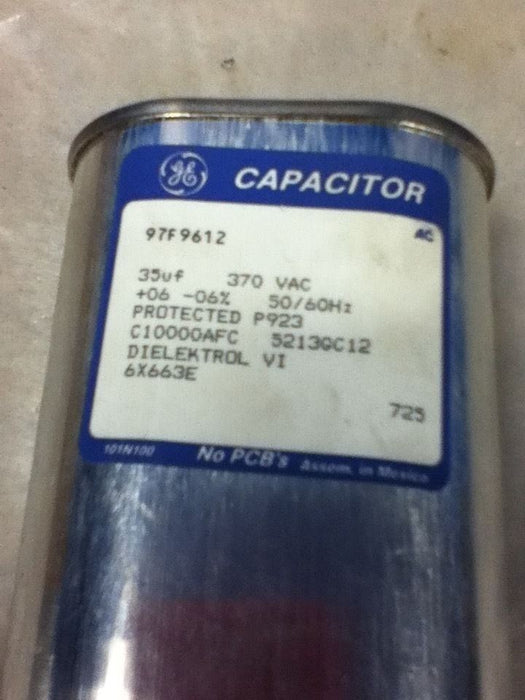 GE CAPACITOR
AC
97F9612
35uf 370 VAC
+06 -06% 50/60Hz
PROTECTED P923
C10000AFC 5213GC12
DIELEKTROL VI
6X663E
725
101N100 No PCB's Assem. in Mexico